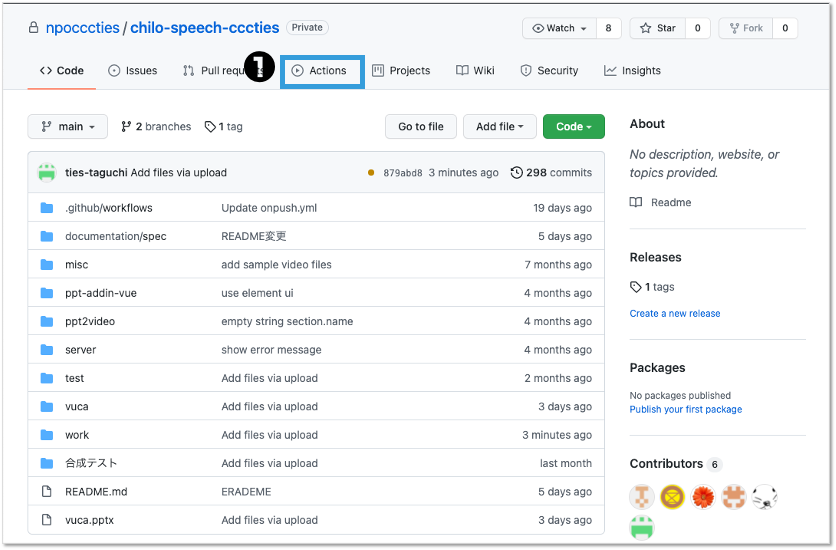 npocccties / chilo-speech-cccties Private
Watch 8 Star 0 Fork 0
Code Issues Pull requests 1 Actions Projects Wiki Security Insights
main 2 branches 1 tag Go to file Add file Code
ties-taguchi Add files via upload 879abd8 3 minutes ago 298 commits
.github/workflows Update onpush.yml 19 days ago
documentation/spec README変更 5 days ago
misc add sample video files 7 months ago
ppt-addin-vue use element ui 4 months ago
ppt2video empty string section.name 4 months ago
server show error message 4 months ago
test Add files via upload 2 months ago
vuca Add files via upload 3 days ago
work Add files via upload 3 minutes ago
合成テスト Add files via upload last month
README.md ERADEME 5 days ago
vuca.pptx Add files via upload 3 days ago
About
No description, website, or
topics provided.
Readme
Releases
1 tags
Create a new release
Packages
No packages published
Publish your first package
Contributors 6